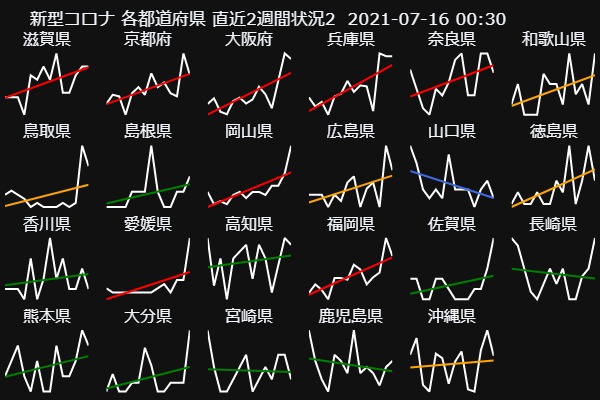 新型コロナ 各都道府県 直近2週間状況2 2021-07-16 00:30
滋賀県 京都府 大阪府 兵庫県 奈良県 和歌山県
鳥取県 島根県 岡山県 広島県 山口県 徳島県
香川県 愛媛県 高知県 福岡県 佐賀県 長崎県
熊本県 大分県 宮崎県 鹿児島県 沖縄県